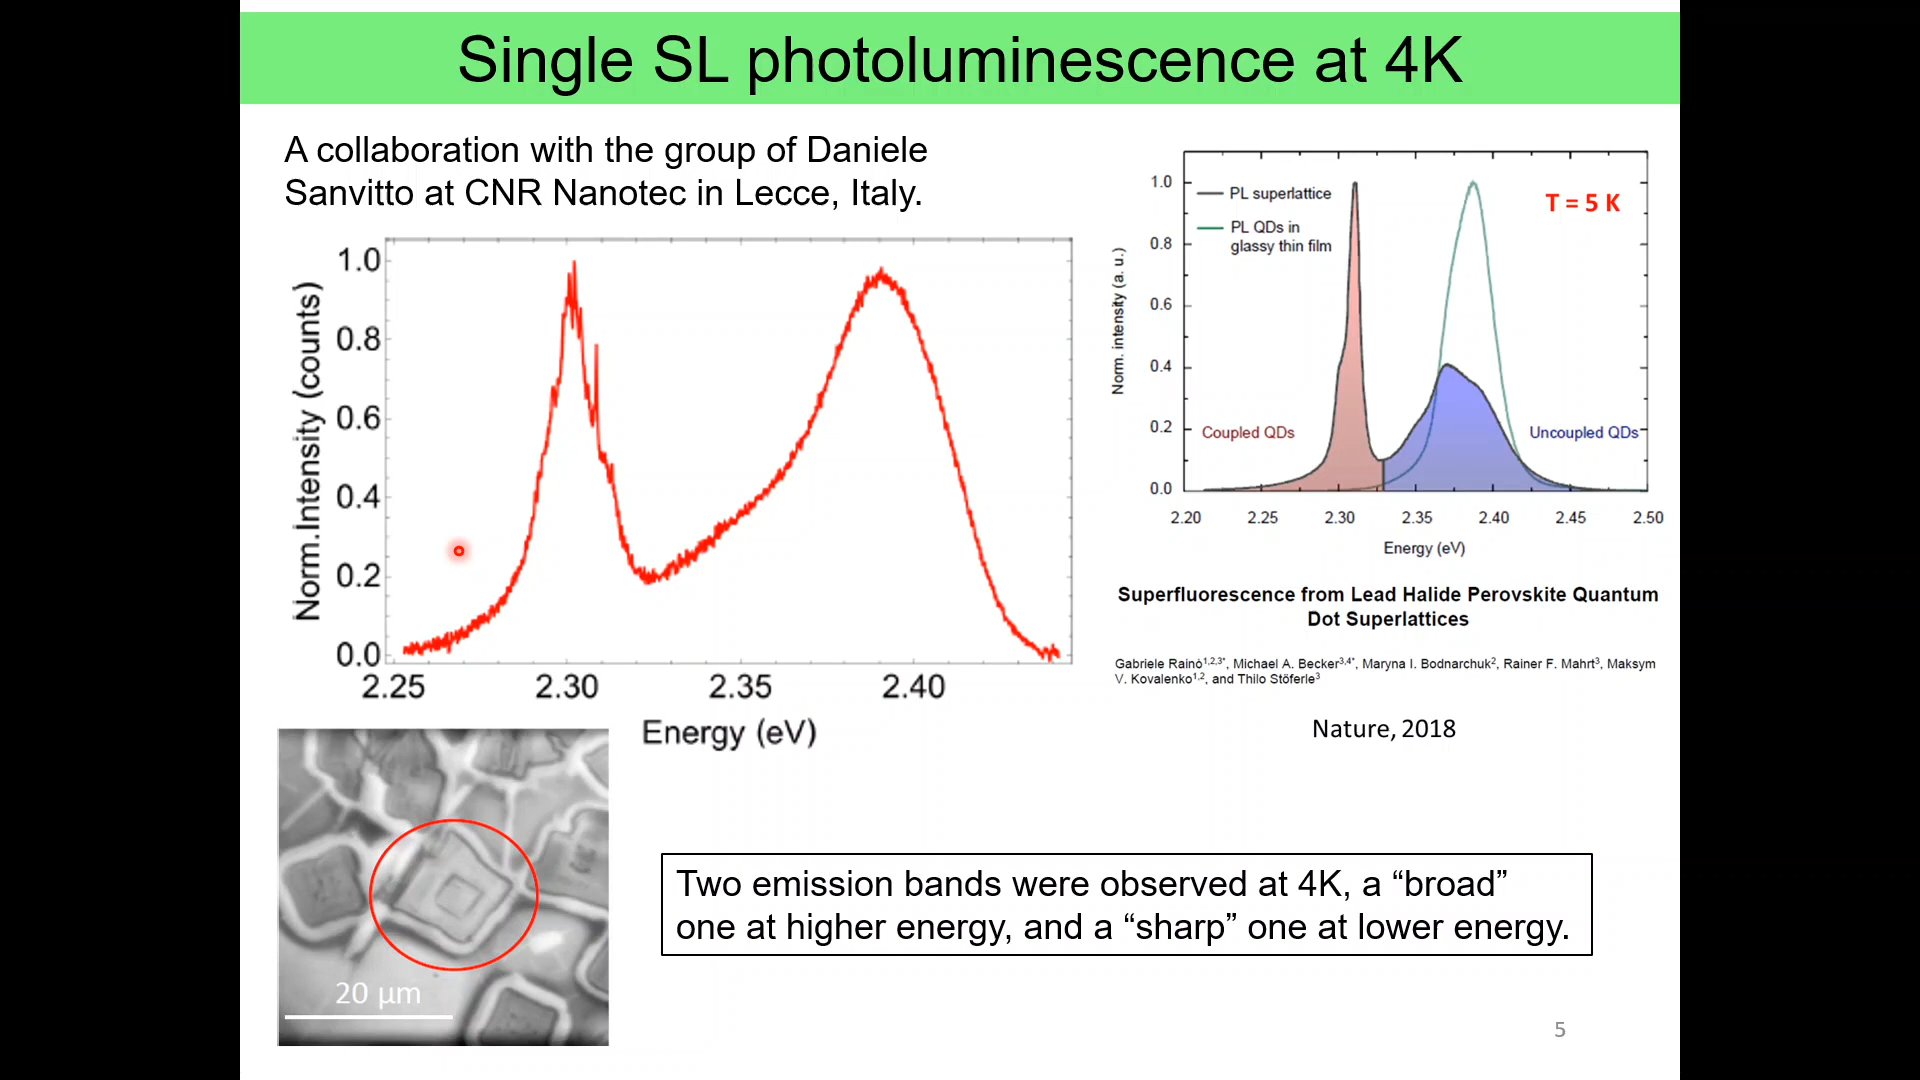 Single SL photoluminescence at 4K
A collaboration with the group of Daniele
Sanvitto at CNR Nanotec in Lecce, Italy.
Norm.Intensity (counts)
1.0
0.8
0.6
0.4
0.2
0.0
2.25 2.30 2.35 2.40
Energy (eV)
Norm. intensity (a. u.)
1.0
0.8
0.6
0.4
0.2
0.0
PL superlattice
PL QDs in
glassy thin film
T = 5 K
Coupled QDs
Uncoupled QDs
2.20 2.25 2.30 2.35 2.40 2.45 2.50
Energy (eV)
Superfluorescence from Lead Halide Perovskite Quantum
Dot Superlattices
Gabriele Rainò1,2,3*, Michael A. Becker3,4*, Maryna I. Bodnarchuk2, Rainer F. Mahrt3, Maksym
V. Kovalenko1,2, and Thilo Stöferle3
Nature, 2018
20 µm
Two emission bands were observed at 4K, a “broad”
one at higher energy, and a “sharp” one at lower energy.
5